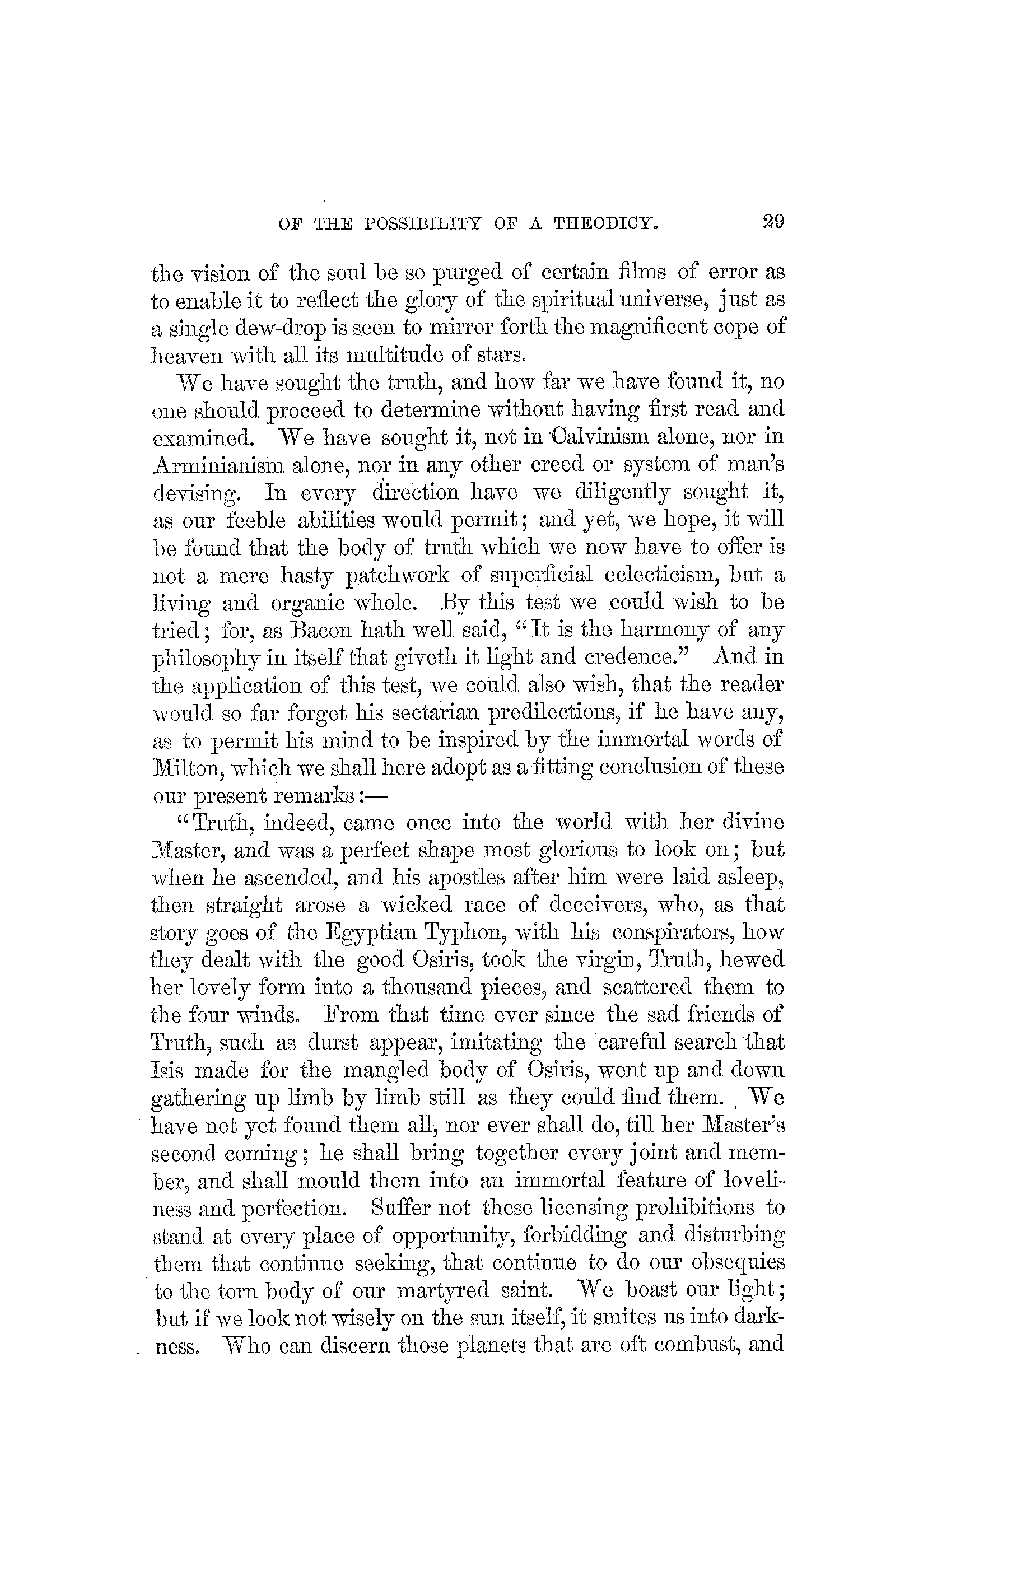 OF THE POSSIBILITY OF A THEODICY. 29
the vision of the soul be so purged of certain films of error as
to enable it to reflect the glory of the spiritual universe, just as
a single dew-drop is seen to mirror forth the magnificent cope of
heaven with all its multitude of stars.
We have sought the truth, and how far we have found it, no
one should proceed to determine without having first read and
examined. We have sought it, not in Calvinism alone, nor in
Arminianism alone, nor in any other creed or system of man's
devising. In every direction have we diligently sought it,
as our feeble abilities would permit; and yet, we hope, it will
be found that the body of truth which we now have to offer is
not a mere hasty patchwork of superficial eclecticism, but a
living and organic whole. By this test we could wish to be
tried; for, as Bacon hath well said, "It is the harmony of any
philosophy in itself that giveth it light and credence." And in
the application of this test, we could also wish, that the reader
would so far forget his sectarian predilections, if he have any,
as to permit his mind to be inspired by the immortal words of
Milton, which we shall here adopt as a fitting conclusion of these
our present remarks:—
"Truth, indeed, came once into the world with her divine
Master, and was a perfect shape most glorious to look on; but
when he ascended, and his apostles after him were laid asleep,
then straight arose a wicked race of deceivers, who, as that
story goes of the Egyptian Typhon, with his conspirators, how
they dealt with the good Osiris, took the virgin, Truth, hewed
her lovely form into a thousand pieces, and scattered them to
the four winds. From that time ever since the sad friends of
Truth, such as durst appear, imitating the careful search that
Isis made for the mangled body of Osiris, went up and down
gathering up limb by limb still as they could find them. We
have not yet found them all, nor ever shall do, till her Master's
second coming; he shall bring together every joint and mem-
ber, and shall mould them into an immortal feature of loveli-
ness and perfection. Suffer not these licensing prohibitions to
stand at every place of opportunity, forbidding and disturbing
them that continue seeking, that continue to do our obsequies
to the torn body of our martyred saint. We boast our light;
but if we look not wisely on the sun itself, it smites us into dark-
ness. Who can discern those planets that are oft combust, and